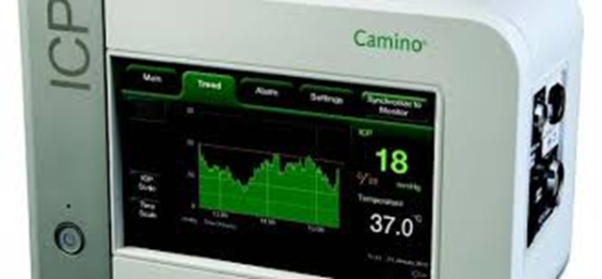 ICP
Camino
Main
Trend
Alarm
Settings
Synchronize to
Monitor
ICP
18
mmHg
Temperature
37.0 °C
ICP
Scale
Time
Scale